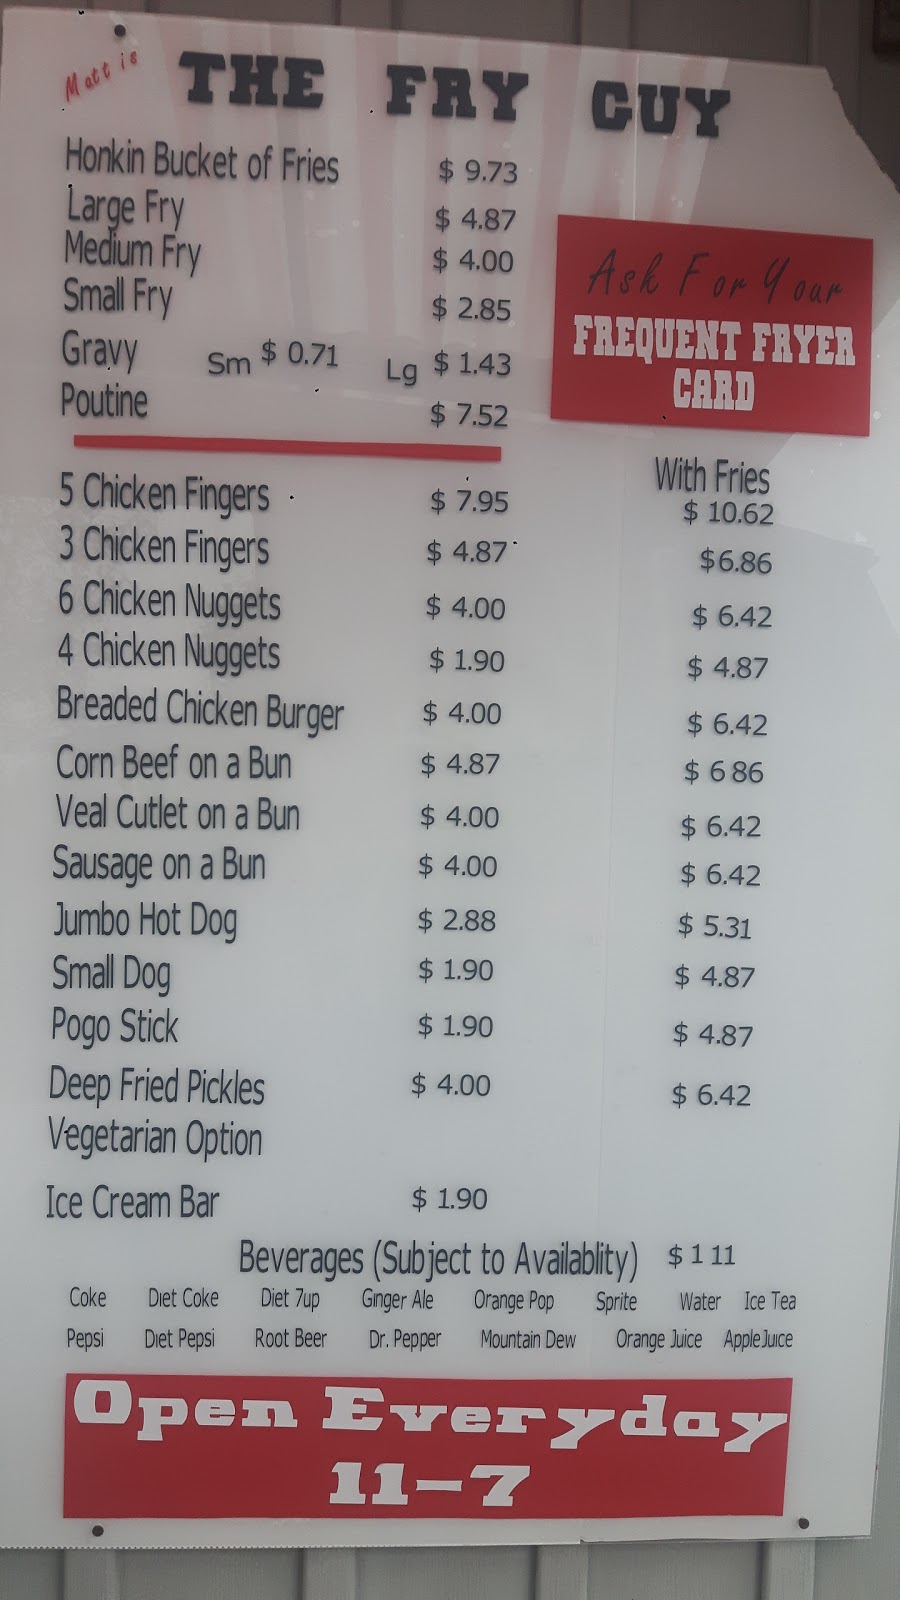 Matt is THE FRY GUY
Honkin Bucket of Fries $ 9.73
Large Fry $ 4.87
Medium Fry $ 4.00
Small Fry $ 2.85
Gravy Sm $ 0.71 Lg $ 1.43
Poutine $ 7.52
Ask For Your
FREQUENT FRYER
CARD
With Fries
5 Chicken Fingers $ 7.95 $ 10.62
3 Chicken Fingers $ 4.87 $6.86
6 Chicken Nuggets $ 4.00 $ 6.42
4 Chicken Nuggets $ 1.90 $ 4.87
Breaded Chicken Burger $ 4.00 $ 6.42
Corn Beef on a Bun $ 4.87 $ 6 86
Veal Cutlet on a Bun $ 4.00 $ 6.42
Sausage on a Bun $ 4.00 $ 6.42
Jumbo Hot Dog $ 2.88 $ 5.31
Small Dog $ 1.90 $ 4.87
Pogo Stick $ 1.90 $ 4.87
Deep Fried Pickles $ 4.00 $ 6.42
Vegetarian Option
Ice Cream Bar $ 1.90
Beverages (Subject to Availablity) $ 1 11
Coke Diet Coke Diet 7up Ginger Ale Orange Pop Sprite Water Ice Tea
Pepsi Diet Pepsi Root Beer Dr. Pepper Mountain Dew Orange Juice AppleJuice
Open Everyday
11-7